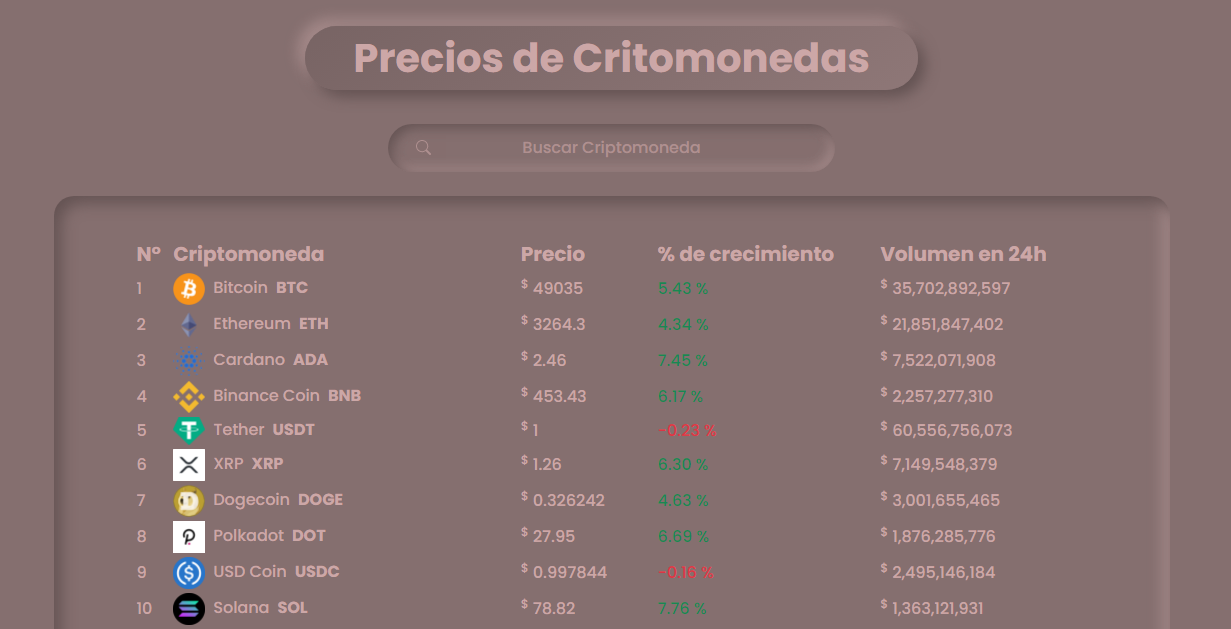 Precios de Critomonedas
Buscar Criptomoneda
Nº Criptomoneda Precio % de crecimiento Volumen en 24h
1 Bitcoin BTC $ 49035 5.43 % $ 35,702,892,597
2 Ethereum ETH $ 3264.3 4.34 % $ 21,851,847,402
3 Cardano ADA $ 2.46 7.45 % $ 7,522,071,908
4 Binance Coin BNB $ 453.43 6.17 % $ 2,257,277,310
5 Tether USDT $ 1 -0.23 % $ 60,556,756,073
6 XRP XRP $ 1.26 6.30 % $ 7,149,548,379
7 Dogecoin DOGE $ 0.326242 4.63 % $ 3,001,655,465
8 Polkadot DOT $ 27.95 6.69 % $ 1,876,285,776
9 USD Coin USDC $ 0.997844 -0.16 % $ 2,495,146,184
10 Solana SOL $ 78.82 7.76 % $ 1,363,121,931